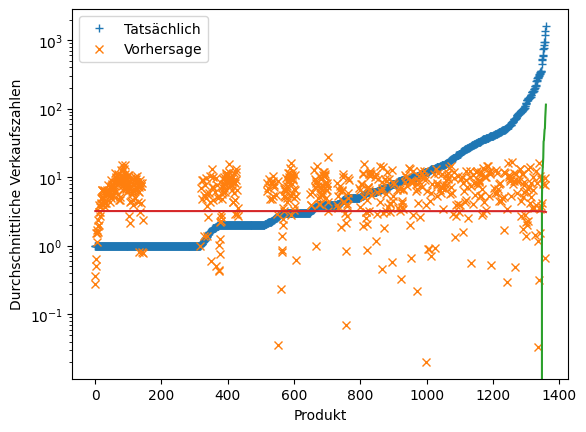 Tatsächlich
Vorhersage
Durchschnittliche Verkaufszahlen
10³
10²
10¹
10⁰
10⁻¹
0 200 400 600 800 1000 1200 1400
Produkt